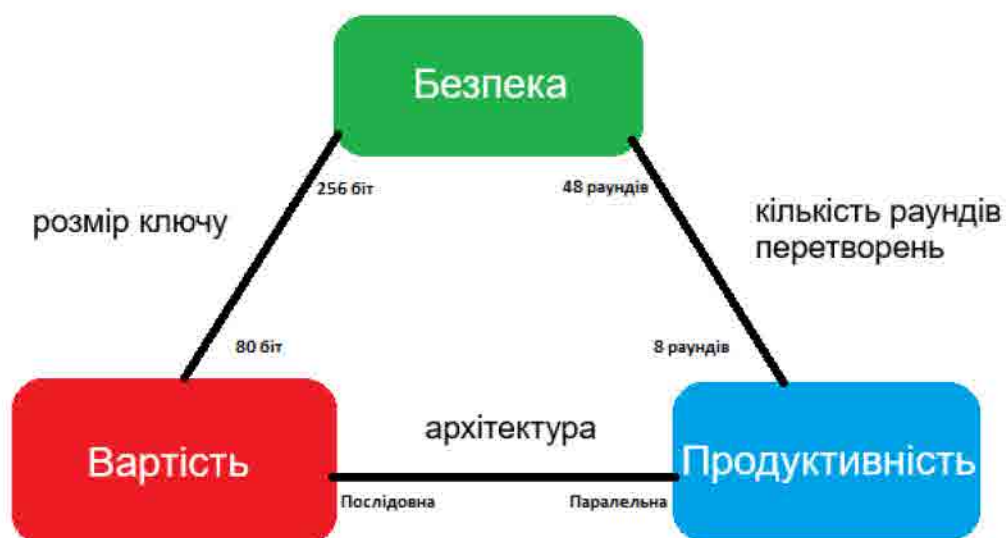 Безпека
256 біт
48 раундів
розмір ключу
кількість раундів
перетворень
80 біт
8 раундів
архітектура
Вартість
Продуктивність
Послідовна
Паралельна